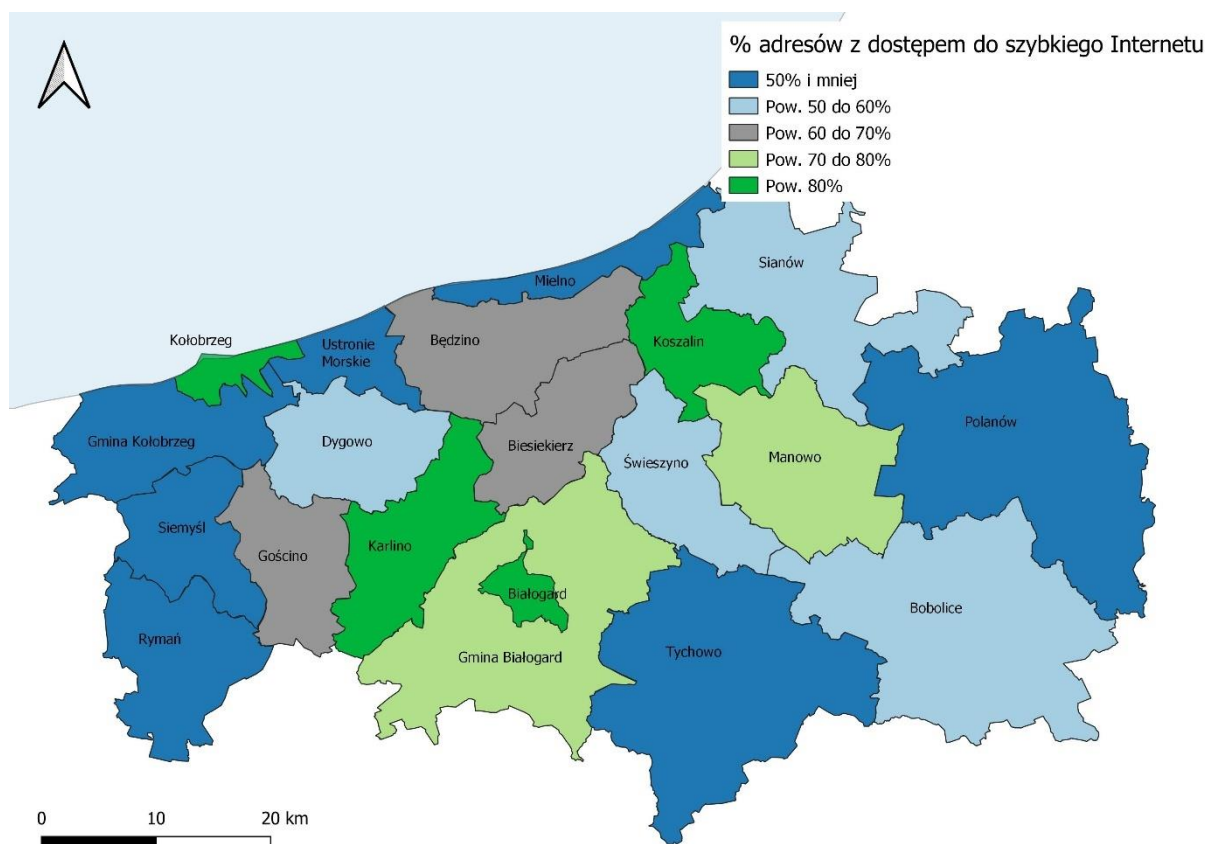 % adresów z dostępem do szybkiego Internetu
50% i mniej
Pow. 50 do 60%
Pow. 60 do 70%
Pow. 70 do 80%
Pow. 80%
Sianów
Mielno
Kołobrzeg
Ustronie
Morskie
Będzino
Koszalin
Polanów
Gmina Kołobrzeg
Dygowo
Biesiekierz
Świeszyno
Manowo
Siemyśl
Gościno
Karlino
Białogard
Bobolice
Rymań
Gmina Białogard
Tychowo
0 10 20 km